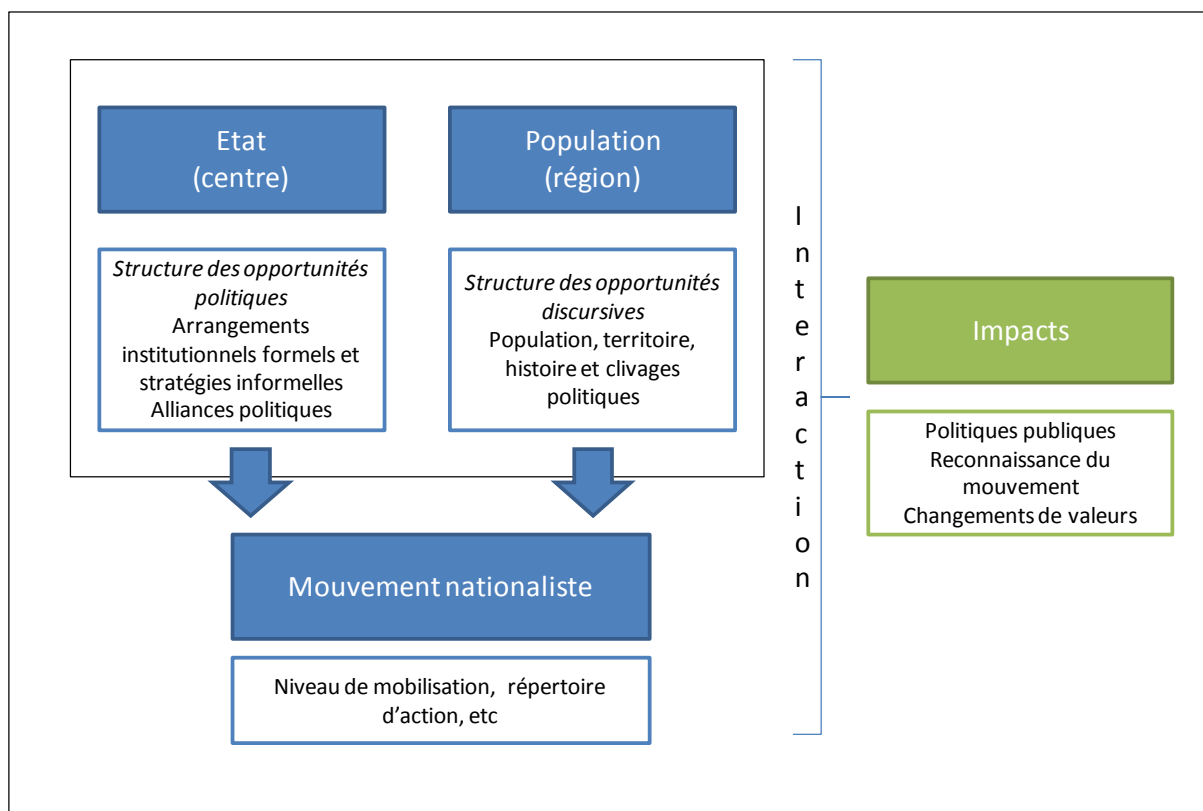 Etat
(centre)
Structure des opportunités
politiques
Arrangements
institutionnels formels et
stratégies informelles
Alliances politiques
Population
(région)
Structure des opportunités
discursives
Population, territoire,
histoire et clivages
politiques
Mouvement nationaliste
Niveau de mobilisation, répertoire
d'action, etc
Interaction
Impacts
Politiques publiques
Reconnaissance du
mouvement
Changements de valeurs